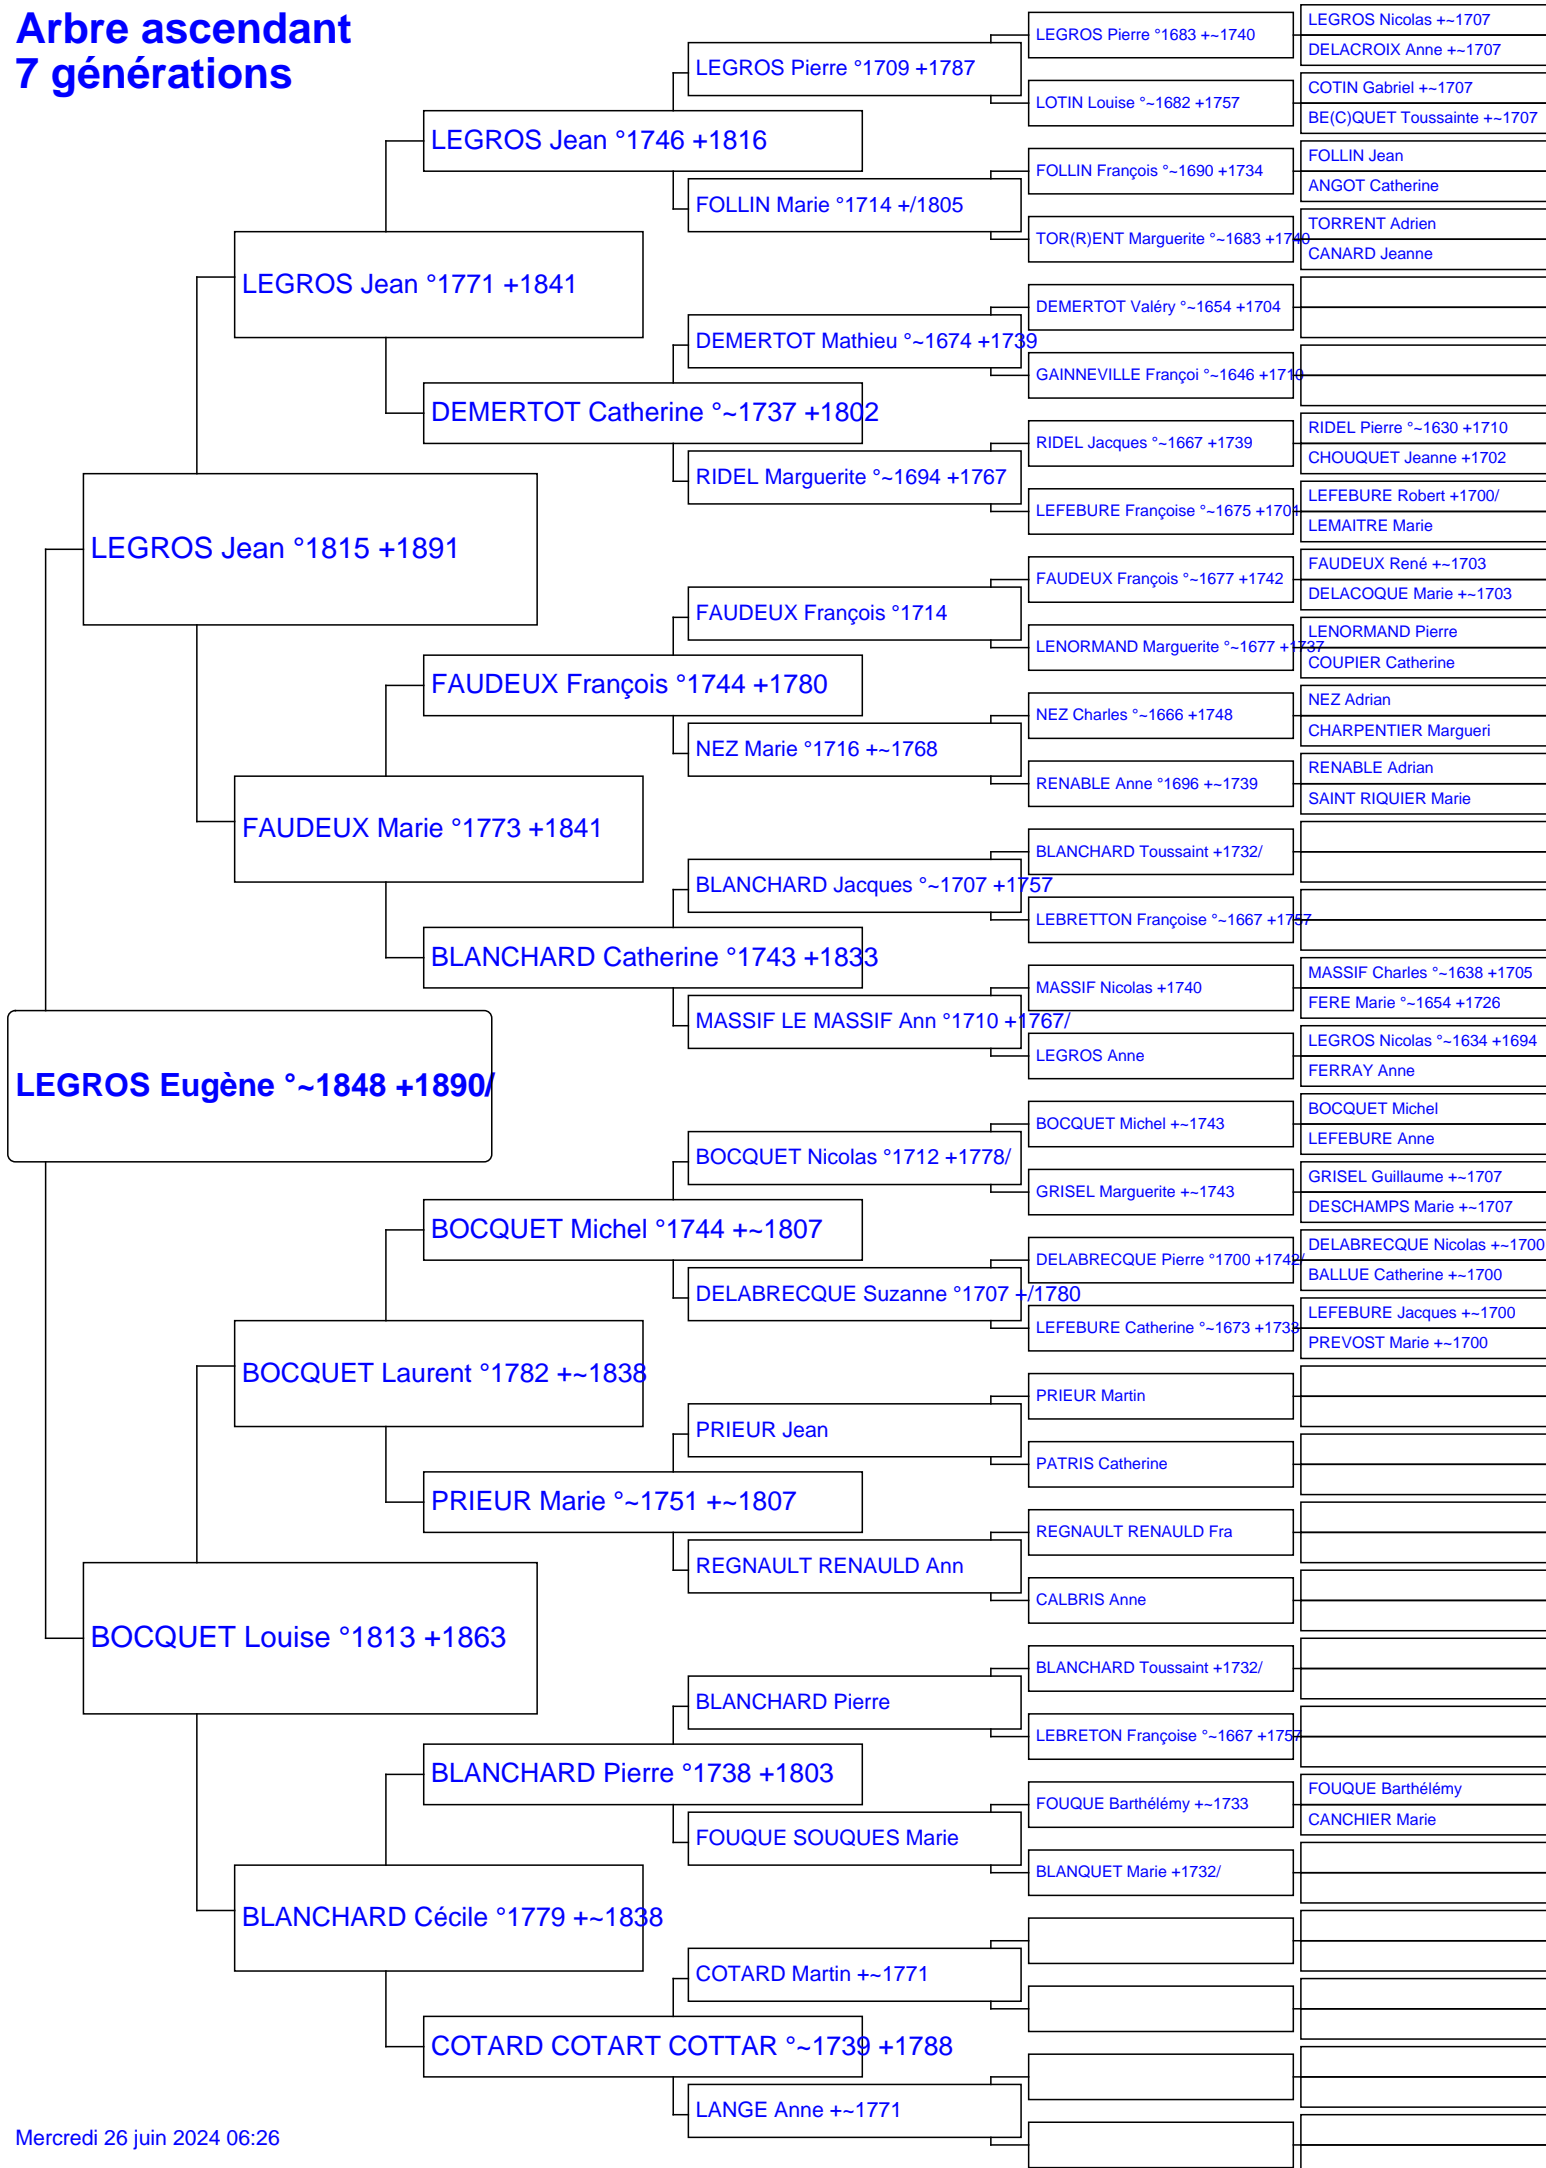 Arbre ascendant
7 générations
LEGROS Eugène °~1848 +1890/
LEGROS Jean °1815 +1891
BOCQUET Louise °1813 +1863
LEGROS Jean °1771 +1841
FAUDEUX Marie °1773 +1841
BOCQUET Laurent °1782 +~1838
BLANCHARD Cécile °1779 +~1838
LEGROS Jean °1746 +1816
DEMERTOT Catherine °~1737 +1802
FAUDEUX François °1744 +1780
BLANCHARD Catherine °1743 +1833
BOCQUET Michel °1744 +~1807
PRIEUR Marie °~1751 +~1807
BLANCHARD Pierre °1738 +1803
COTARD COTART COTTAR °~1739 +1788
LEGROS Pierre °1709 +1787
FOLLIN Marie °1714 +/1805
DEMERTOT Mathieu °~1674 +1739
RIDEL Marguerite °~1694 +1767
FAUDEUX François °1714
NEZ Marie °1716 +~1768
BLANCHARD Jacques °~1707 +1757
MASSIF LE MASSIF Ann °1710 +1767/
BOCQUET Nicolas °1712 +1778/
DELABRECQUE Suzanne °1707 +/1780
PRIEUR Jean
REGNAULT RENAULD Ann
BLANCHARD Pierre
FOUQUE SOUQUES Marie
COTARD Martin +~1771
LANGE Anne +~1771
LEGROS Pierre °1683 +~1740
LOTIN Louise °~1682 +1757
FOLLIN François °~1690 +1734
TOR(R)ENT Marguerite °~1683 +1740
DEMERTOT Valéry °~1654 +1704
GAINNEVILLE Françoi °~1646 +1710
RIDEL Jacques °~1667 +1739
LEFEBURE Françoise °~1675 +1701
FAUDEUX François °~1677 +1742
LENORMAND Marguerite °~1677 +1737
NEZ Charles °~1666 +1748
RENABLE Anne °1696 +~1739
BLANCHARD Toussaint +1732/
LEBRETTON Françoise °~1667 +1757
MASSIF Nicolas +1740
LEGROS Anne
BOCQUET Michel +~1743
GRISEL Marguerite +~1743
DELABRECQUE Pierre °1700 +1742/
LEFEBURE Catherine °~1673 +1733
PRIEUR Martin
PATRIS Catherine
REGNAULT RENAULD Fra
CALBRIS Anne
BLANCHARD Toussaint +1732/
LEBRETON Françoise °~1667 +1757
FOUQUE Barthélémy +~1733
BLANQUET Marie +1732/
LEGROS Nicolas +~1707
DELACROIX Anne +~1707
COTIN Gabriel +~1707
BE(C)QUET Toussainte +~1707
FOLLIN Jean
ANGOT Catherine
TORRENT Adrien
CANARD Jeanne
RIDEL Pierre °~1630 +1710
CHOUQUET Jeanne +1702
LEFEBURE Robert +1700/
LEMAITRE Marie
FAUDEUX René +~1703
DELACOQUE Marie +~1703
LENORMAND Pierre
COUPIER Catherine
NEZ Adrian
CHARPENTIER Margueri
RENABLE Adrian
SAINT RIQUIER Marie
MASSIF Charles °~1638 +1705
FERE Marie °~1654 +1726
LEGROS Nicolas °~1634 +1694
FERRAY Anne
BOCQUET Michel
LEFEBURE Anne
GRISEL Guillaume +~1707
DESCHAMPS Marie +~1707
DELABRECQUE Nicolas +~1700
BALLUE Catherine +~1700
LEFEBURE Jacques +~1700
PREVOST Marie +~1700
FOUQUE Barthélémy
CANCHIER Marie
Mercredi 26 juin 2024 06:26